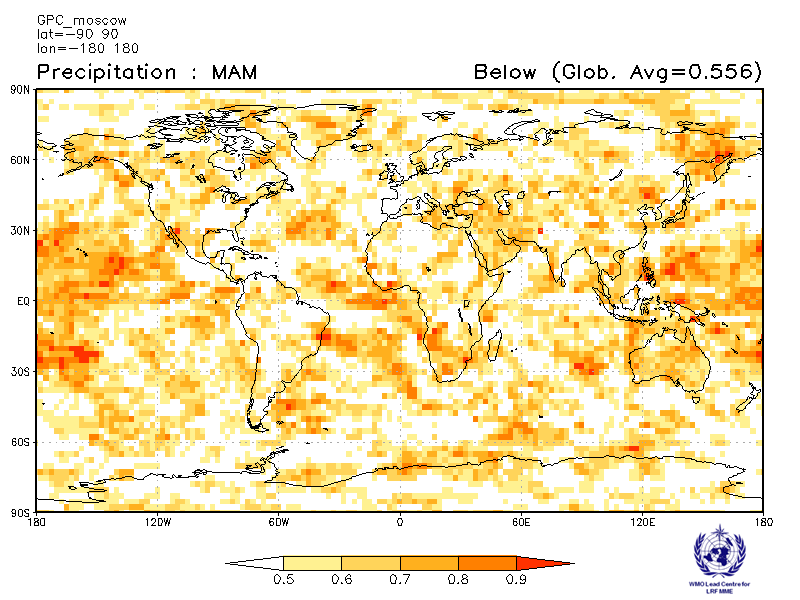 GPC_moscow
lat=-90 90
lon=-180 180
Precipitation : MAM Below (Glob. Avg=0.556)
90N
60N
30N
EQ
30S
60S
90S
180 120W 60W 0 60E 120E 180
0.5 0.6 0.7 0.8 0.9
WMO Lead Centre for
LRF MME